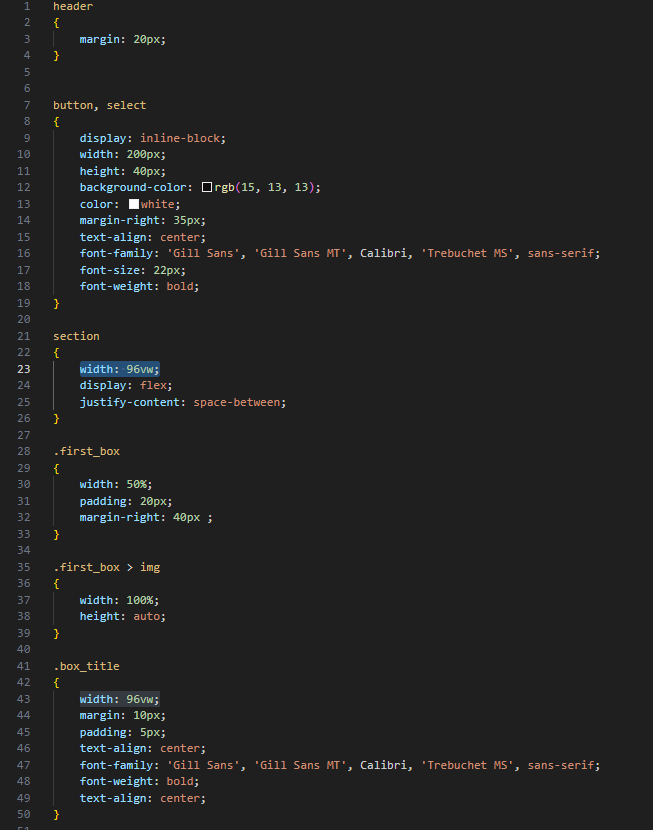 1 header
2 {
3 margin: 20px;
4 }
5
6
7 button, select
8 {
9 display: inline-block;
10 width: 200px;
11 height: 40px;
12 background-color: rgb(15, 13, 13);
13 color: white;
14 margin-right: 35px;
15 text-align: center;
16 font-family: 'Gill Sans', 'Gill Sans MT', Calibri, 'Trebuchet MS', sans-serif;
17 font-size: 22px;
18 font-weight: bold;
19 }
20
21 section
22 {
23 width: 96vw;
24 display: flex;
25 justify-content: space-between;
26 }
27
28 .first_box
29 {
30 width: 50%;
31 padding: 20px;
32 margin-right: 40px ;
33 }
34
35 .first_box > img
36 {
37 width: 100%;
38 height: auto;
39 }
40
41 .box_title
42 {
43 width: 96vw;
44 margin: 10px;
45 padding: 5px;
46 text-align: center;
47 font-family: 'Gill Sans', 'Gill Sans MT', Calibri, 'Trebuchet MS', sans-serif;
48 font-weight: bold;
49 text-align: center;
50 }